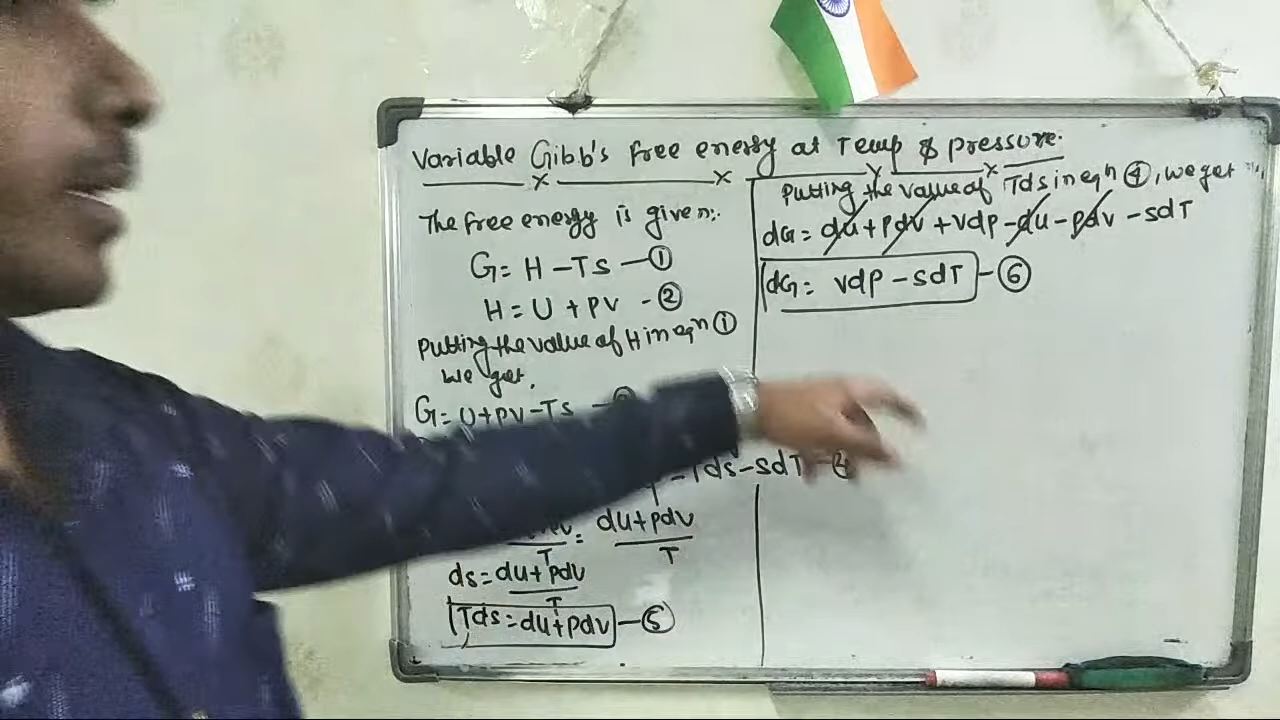 Variable Gibb's free energy at Temp & pressure.
The free energy is given:
G = H - TS - ①
H = U + PV - ②
Putting the value of H in eqn ①
we get,
G = U + PV - TS
- Tds - sdT - ④
/T = du + pdv / T
ds = du + pdv / T
Tds = du + pdv - ⑤
Putting the value of Tds in eqn ④, we get
dG = du + pdv + vdp - du - pdv - sdT
dG = vdp - sdT - ⑥